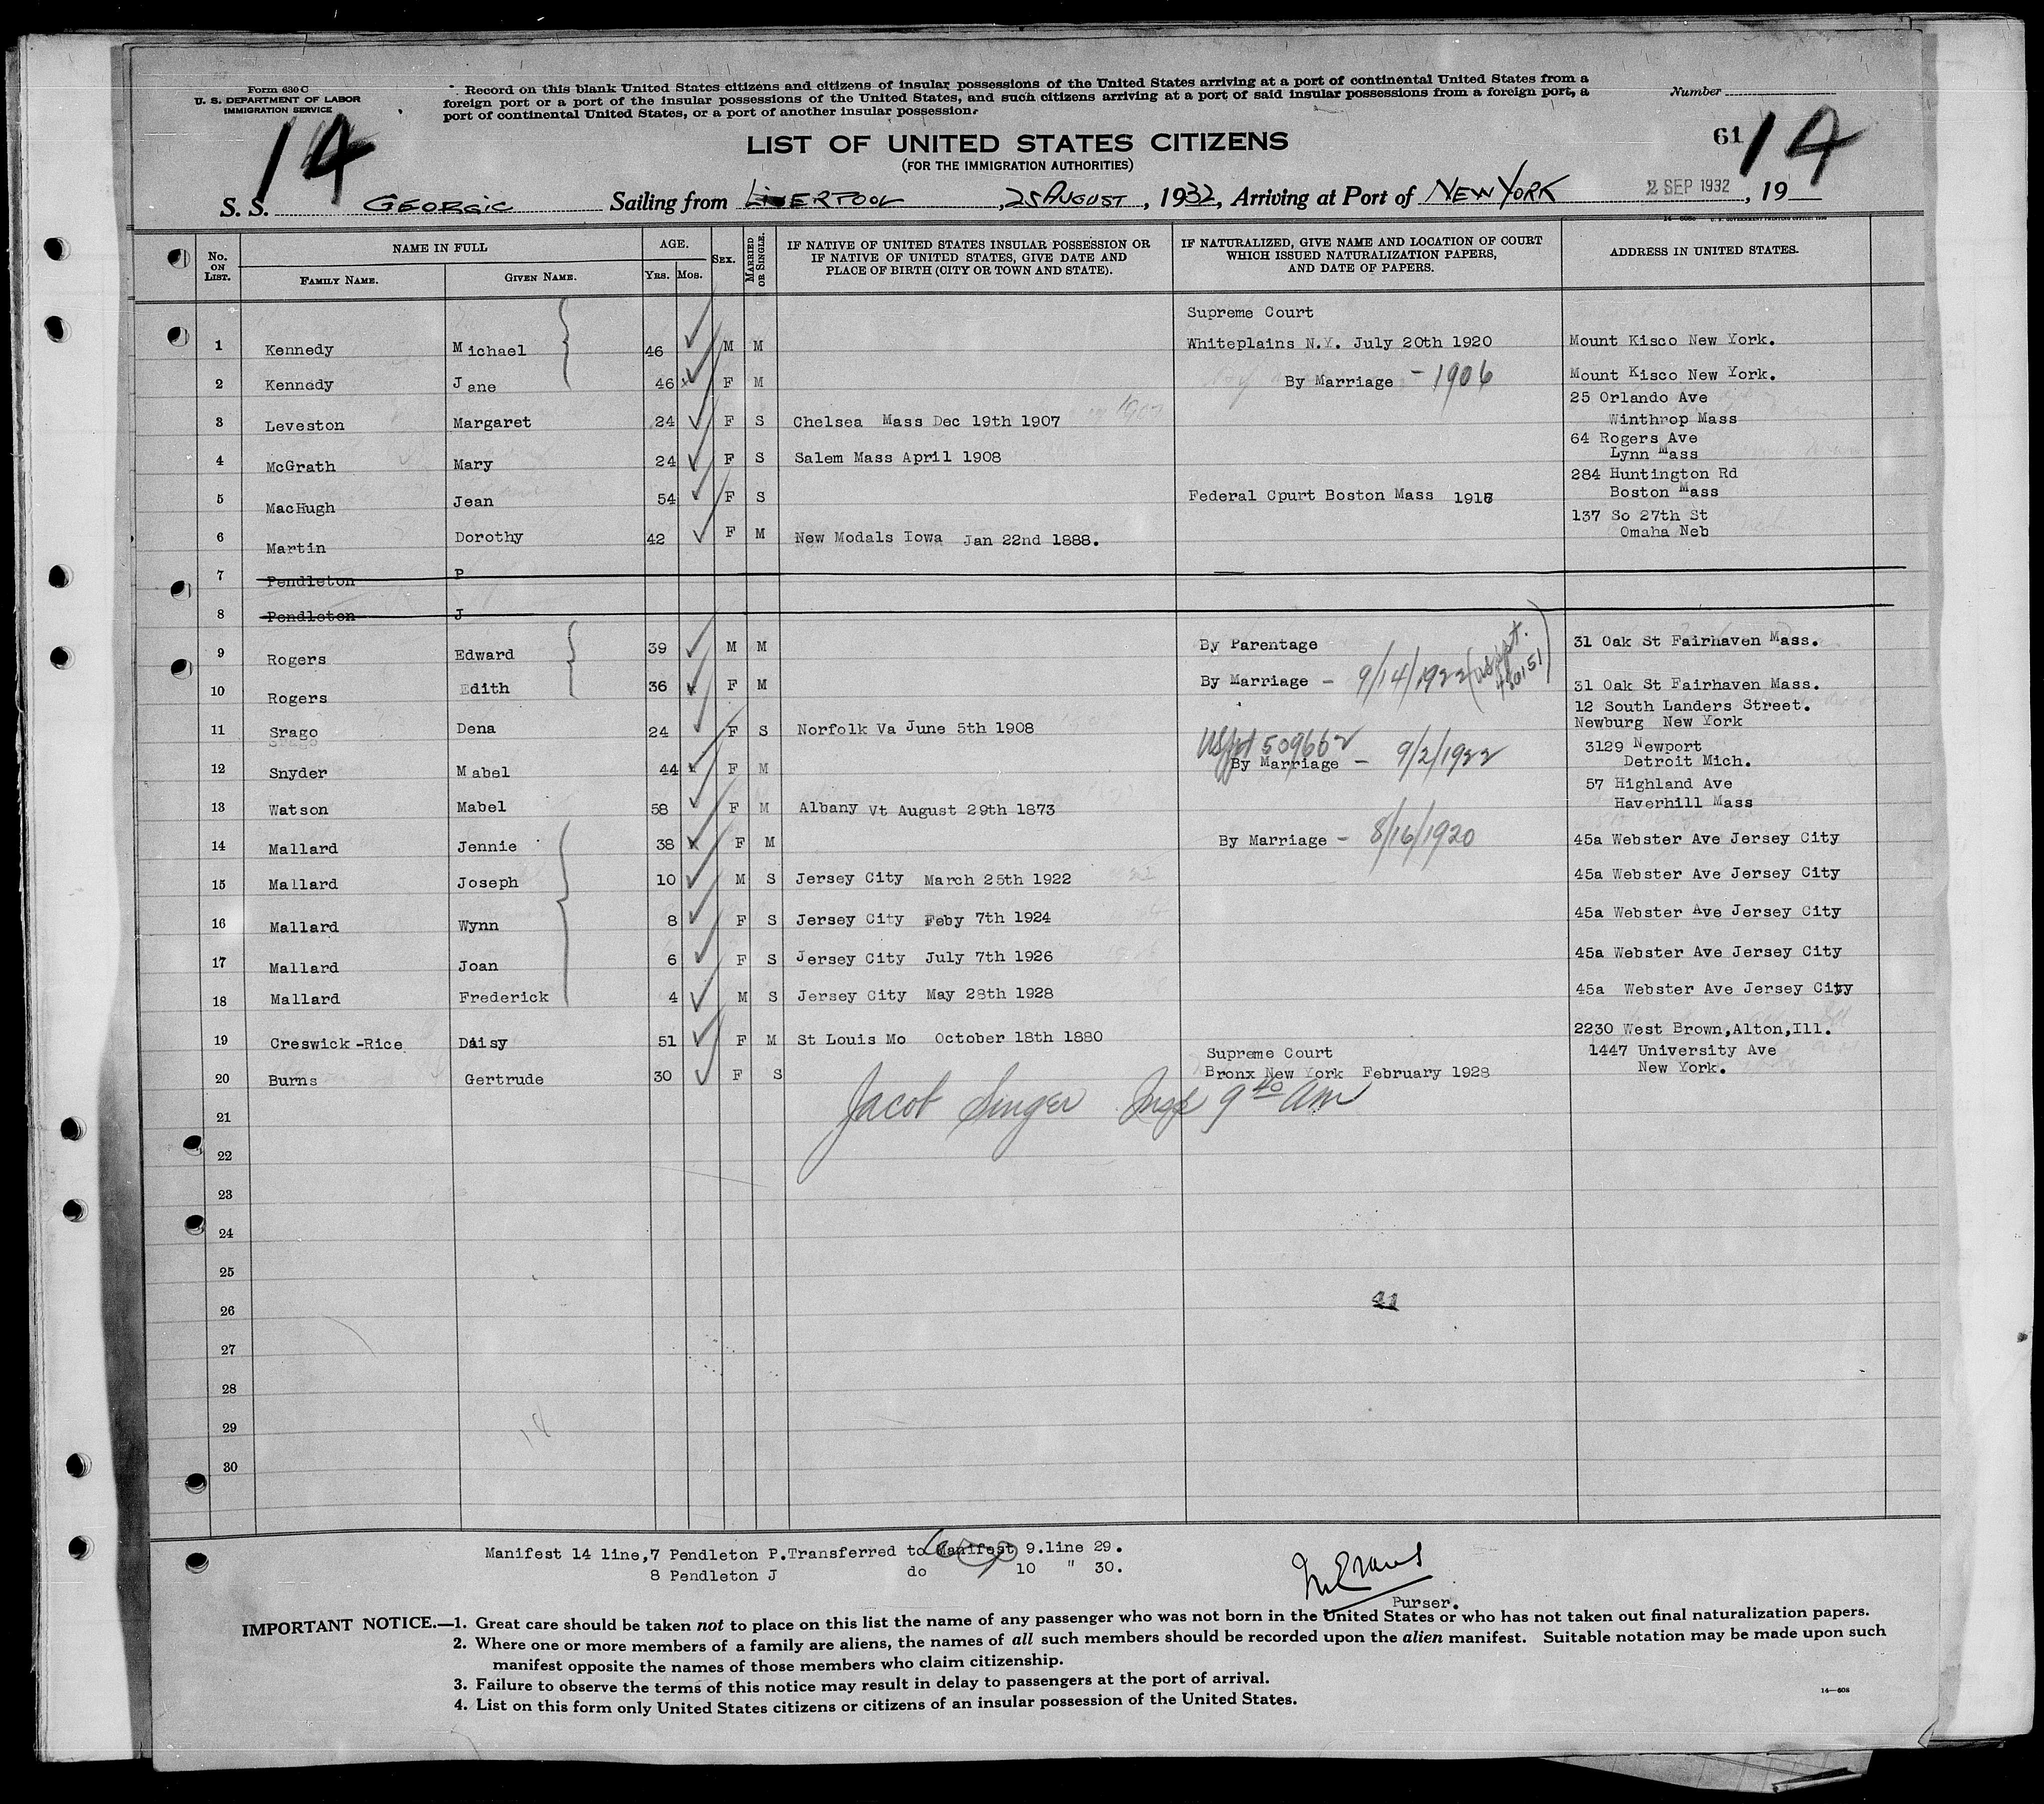 Form 630 C
U. S. DEPARTMENT OF LABOR
IMMIGRATION SERVICE
Record on this blank United States citizens and citizens of insular possessions of the United States arriving at a port of continental United States from a
foreign port or a port of the insular possessions of the United States, and such citizens arriving at a port of said insular possessions from a foreign port, a
port of continental United States, or a port of another insular possession.
Number
14
61
14
LIST OF UNITED STATES CITIZENS
(FOR THE IMMIGRATION AUTHORITIES)
S. S. GEORGIC Sailing from LIVERPOOL, 25 AUGUST, 1932, Arriving at Port of NEW YORK 2 SEP 1932, 19
No. ON LIST. NAME IN FULL AGE. SEX. MARRIED OR SINGLE. IF NATIVE OF UNITED STATES INSULAR POSSESSION OR IF NATIVE OF UNITED STATES, GIVE DATE AND PLACE OF BIRTH (CITY OR TOWN AND STATE). IF NATURALIZED, GIVE NAME AND LOCATION OF COURT WHICH ISSUED NATURALIZATION PAPERS, AND DATE OF PAPERS. ADDRESS IN UNITED STATES.
FAMILY NAME. GIVEN NAME. YRS. MOS.
Supreme Court
1 Kennedy Michael 46 M M Whiteplains N.Y. July 20th 1920 Mount Kisco New York.
2 Kennedy Jane 46 F M By Marriage - 1906 Mount Kisco New York.
25 Orlando Ave
3 Leveston Margaret 24 F S Chelsea Mass Dec 19th 1907 Winthrop Mass
64 Rogers Ave
4 McGrath Mary 24 F S Salem Mass April 1908 Lynn Mass
284 Huntington Rd
5 MacHugh Jean 54 F S Federal Cpurt Boston Mass Boston Mass
137 So 27th St
6 Martin Dorothy 42 F M New Modals Iowa Jan 22nd 1888. Omaha Neb
7 Pendleton P
8 Pendleton J
9 Rogers Edward 39 M M By Parentage 31 Oak St Fairhaven Mass.
10 Rogers Edith 36 F M By Marriage - 9/14/1922 31 Oak St Fairhaven Mass.
12 South Landers Street.
11 Srago Dena 24 F S Norfolk Va June 5th 1908 Newburg New York
USppt 509662 3129 Newport
12 Snyder Mabel 44 F M By Marriage - 9/2/1922 Detroit Mich.
57 Highland Ave
13 Watson Mabel 58 F M Albany Vt August 29th 1873 Haverhill Mass
14 Mallard Jennie 38 F M By Marriage - 8/16/1920 45a Webster Ave Jersey City
15 Mallard Joseph 10 M S Jersey City March 25th 1922 45a Webster Ave Jersey City
16 Mallard Wynn 8 F S Jersey City Feby 7th 1924 45a Webster Ave Jersey City
17 Mallard Joan 6 F S Jersey City July 7th 1926 45a Webster Ave Jersey City
18 Mallard Frederick 4 M S Jersey City May 28th 1928 45a Webster Ave Jersey City
19 Creswick-Rice Daisy 51 F M St Louis Mo October 18th 1880 2230 West Brown,Alton,Ill.
Supreme Court 1447 University Ave
20 Burns Gertrude 30 F S Bronx New York February 1928 New York.
21 Jacob Singer Insp 9 40 am
22
23
24
25
26
27
28
29
30
Manifest 14 line,7 Pendleton P.Transferred to Manifest 9.line 29.
8 Pendleton J do 10 " 30.
Purser.
IMPORTANT NOTICE.—1. Great care should be taken not to place on this list the name of any passenger who was not born in the United States or who has not taken out final naturalization papers.
2. Where one or more members of a family are aliens, the names of all such members should be recorded upon the alien manifest. Suitable notation may be made upon such
manifest opposite the names of those members who claim citizenship.
3. Failure to observe the terms of this notice may result in delay to passengers at the port of arrival.
4. List on this form only United States citizens or citizens of an insular possession of the United States.
14—608